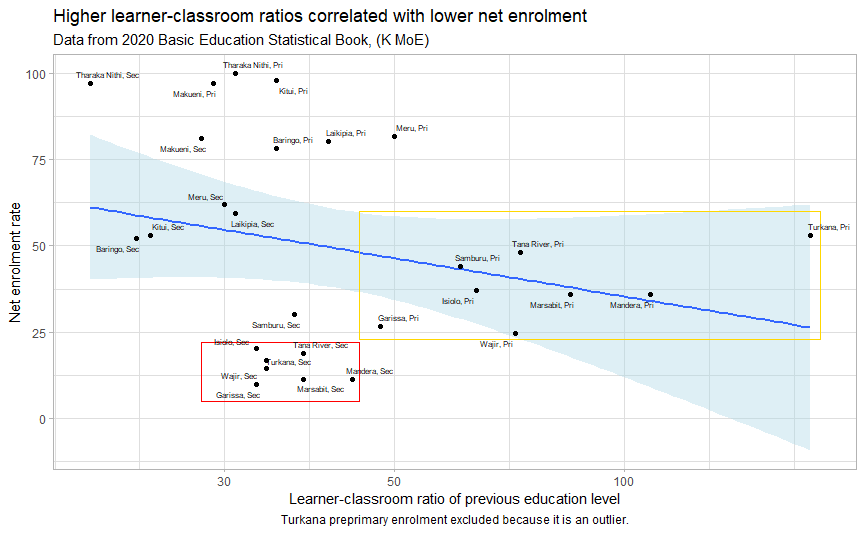 Higher learner-classroom ratios correlated with lower net enrolment
Data from 2020 Basic Education Statistical Book, (K MoE)
Net enrolment rate
100
75
50
25
0
Tharaka Nithi, Pri
Tharaka Nithi, Sec
Makueni, Pri
Kitui, Pri
Meru, Pri
Laikipia, Pri
Baringo, Pri
Makueni, Sec
Meru, Sec
Laikipia, Sec
Kitui, Sec
Baringo, Sec
Turkana, Pri
Tana River, Pri
Samburu, Pri
Isiolo, Pri
Marsabit, Pri
Mandera, Pri
Garissa, Pri
Samburu, Sec
Wajir, Pri
Isiolo, Sec
Tana River, Sec
Turkana, Sec
Wajir, Sec
Mandera, Sec
Marsabit, Sec
Garissa, Sec
30
50
100
Learner-classroom ratio of previous education level
Turkana preprimary enrolment excluded because it is an outlier.